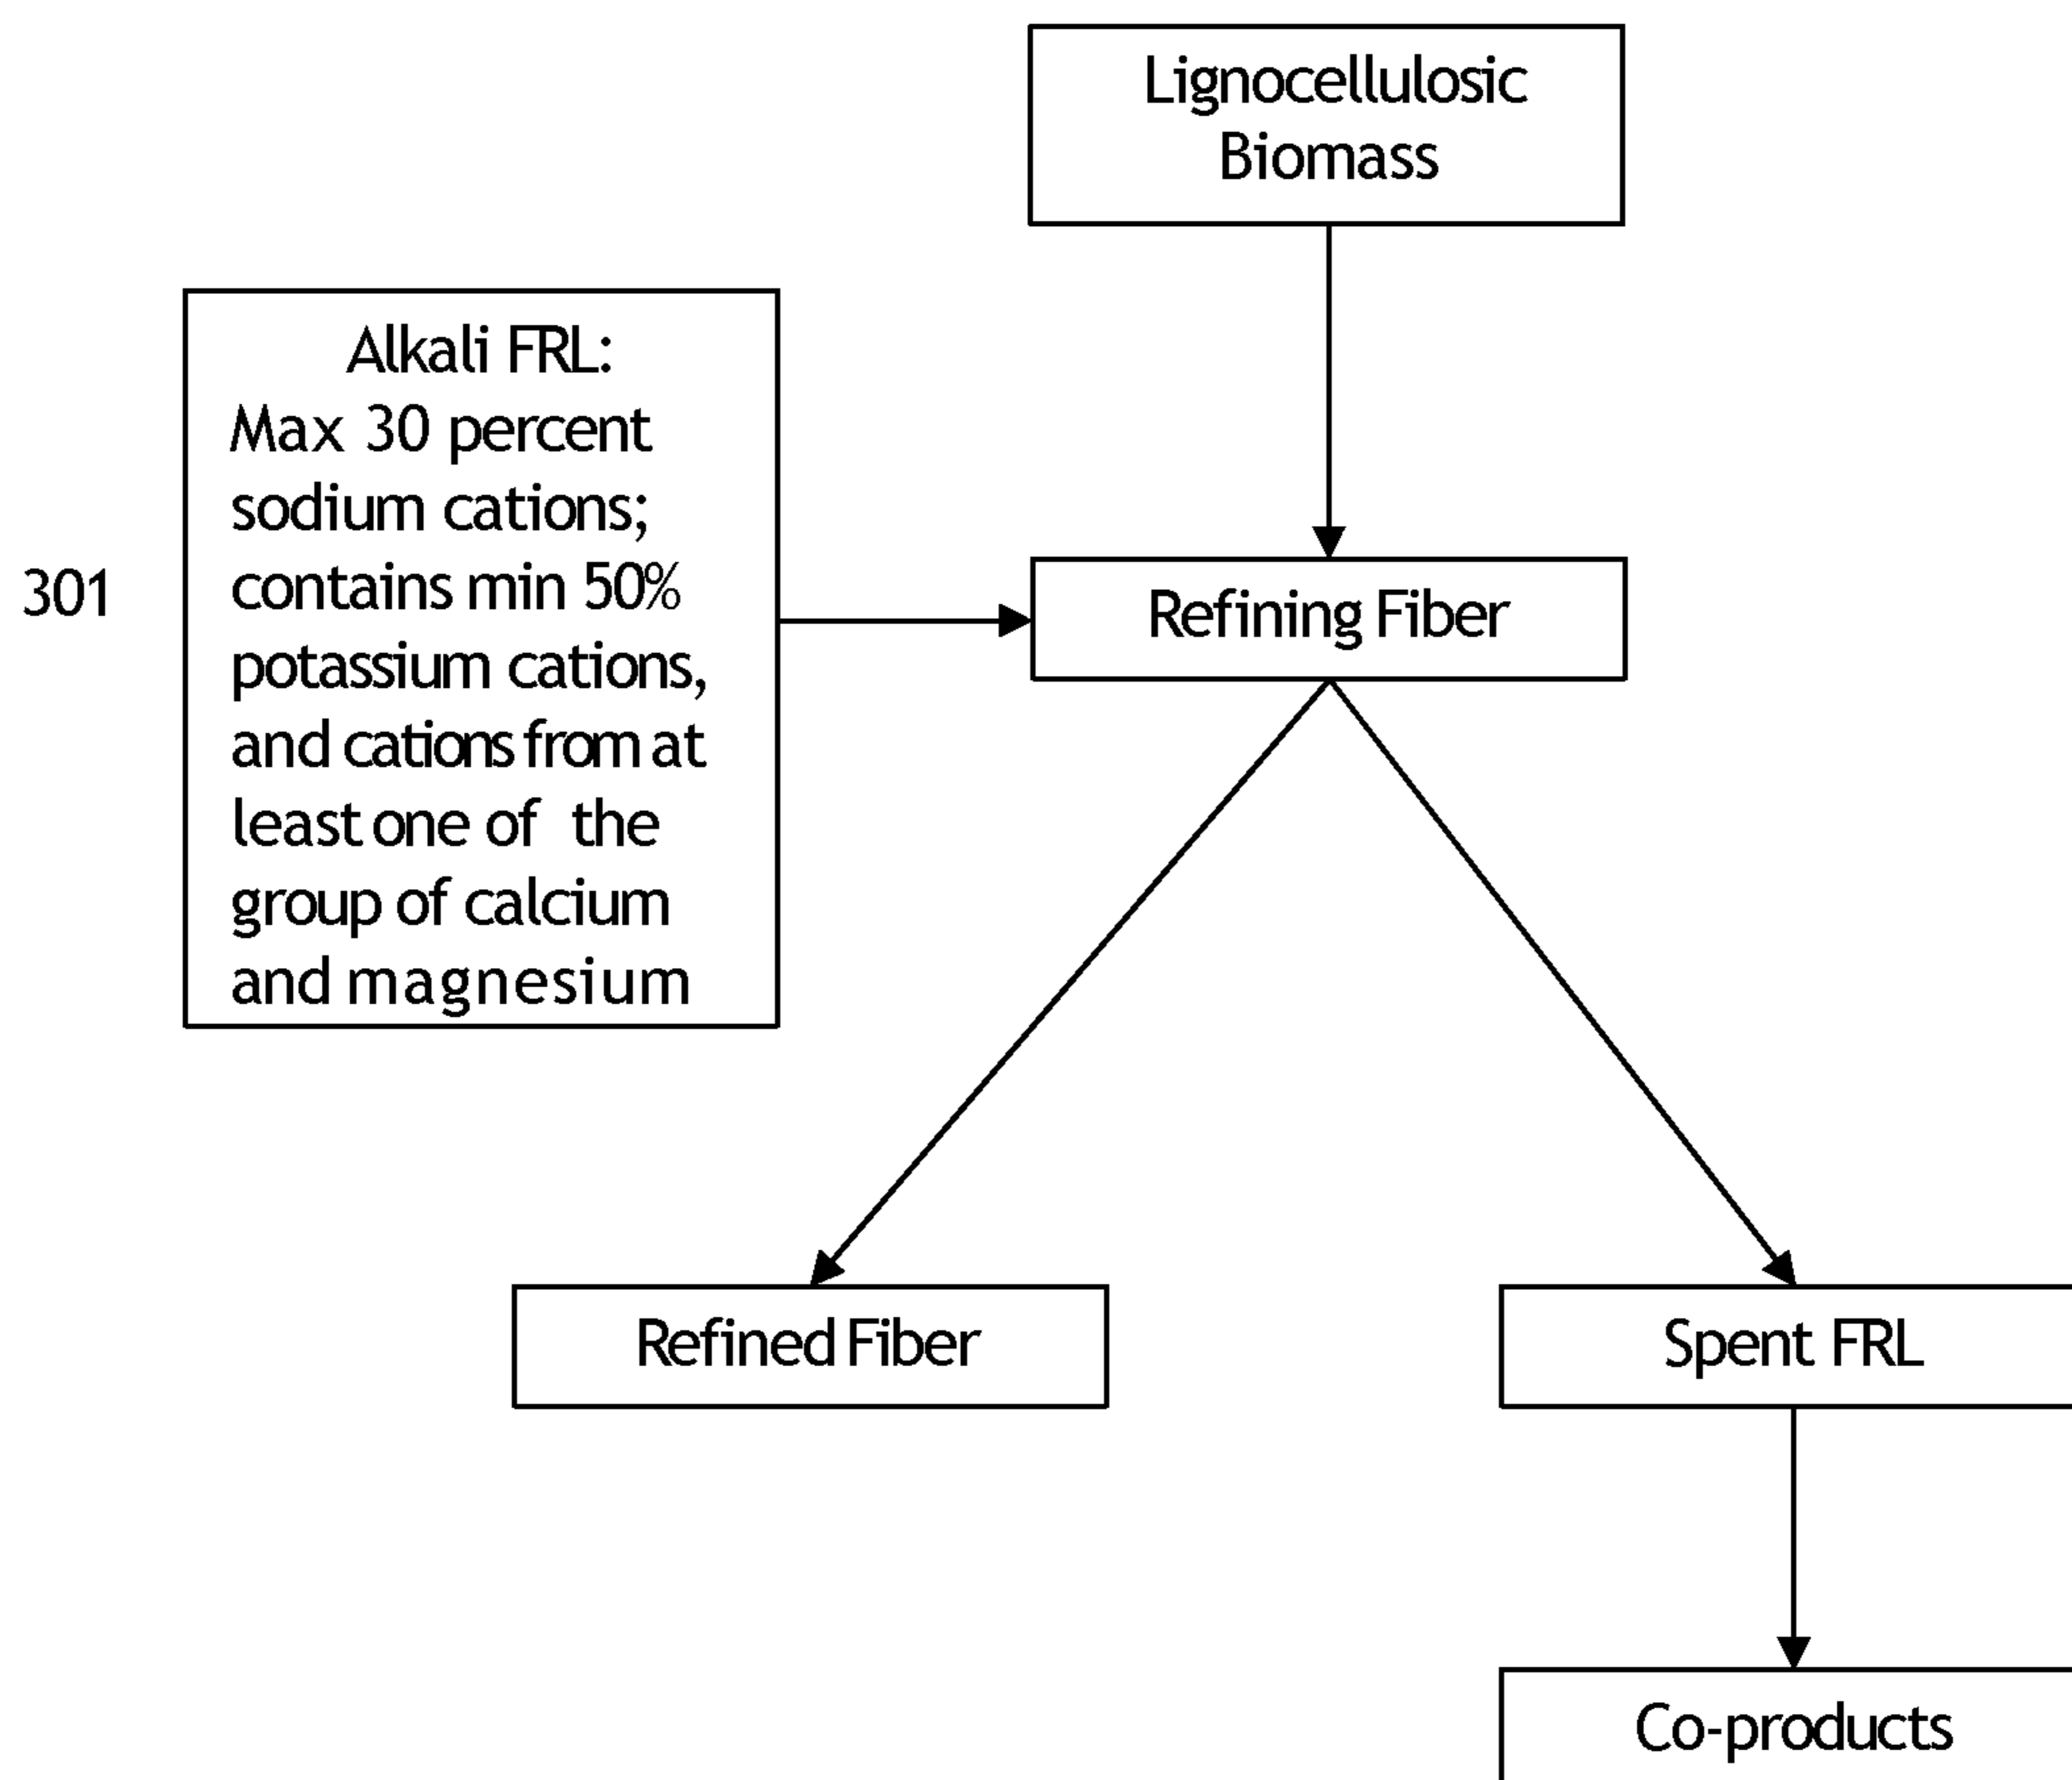 Lignocellulosic
Biomass
301
Alkali FRL:
Max 30 percent
sodium cations;
contains min 50%
potassium cations,
and cations from at
least one of the
group of calcium
and magnesium
Refining Fiber
Refined Fiber
Spent FRL
Co-products